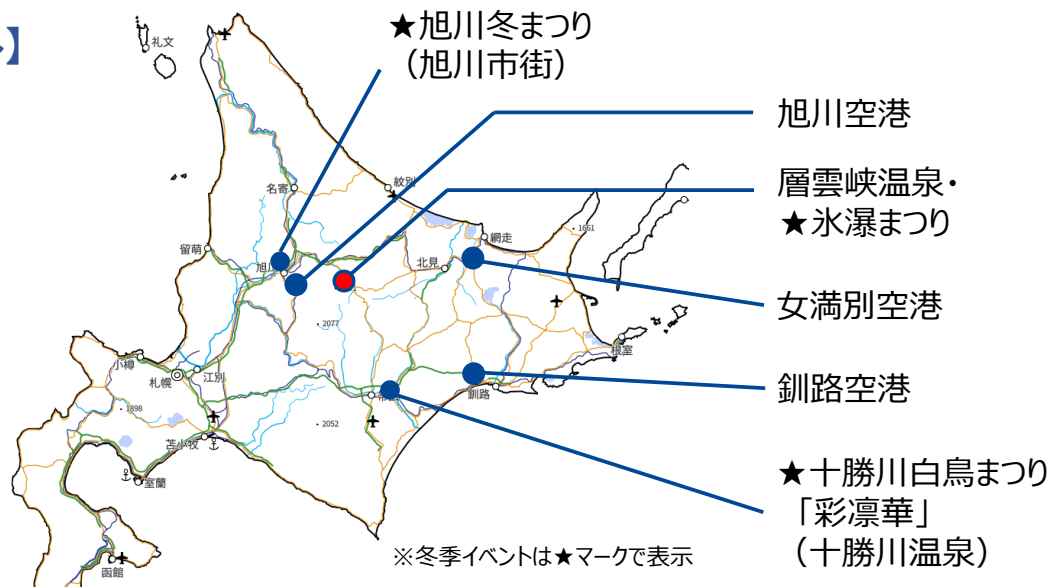 】
★旭川冬まつり
（旭川市街）
旭川空港
層雲峡温泉・
★氷瀑まつり
女満別空港
釧路空港
★十勝川白鳥まつり
「彩凛華」
（十勝川温泉）
※冬季イベントは★マークで表示
礼文
名寄
紋別
留萌
旭川
北見
網走
1661
2077
根室
小樽
札幌
江別
釧路
1898
2052
苫小牧
室蘭
函館